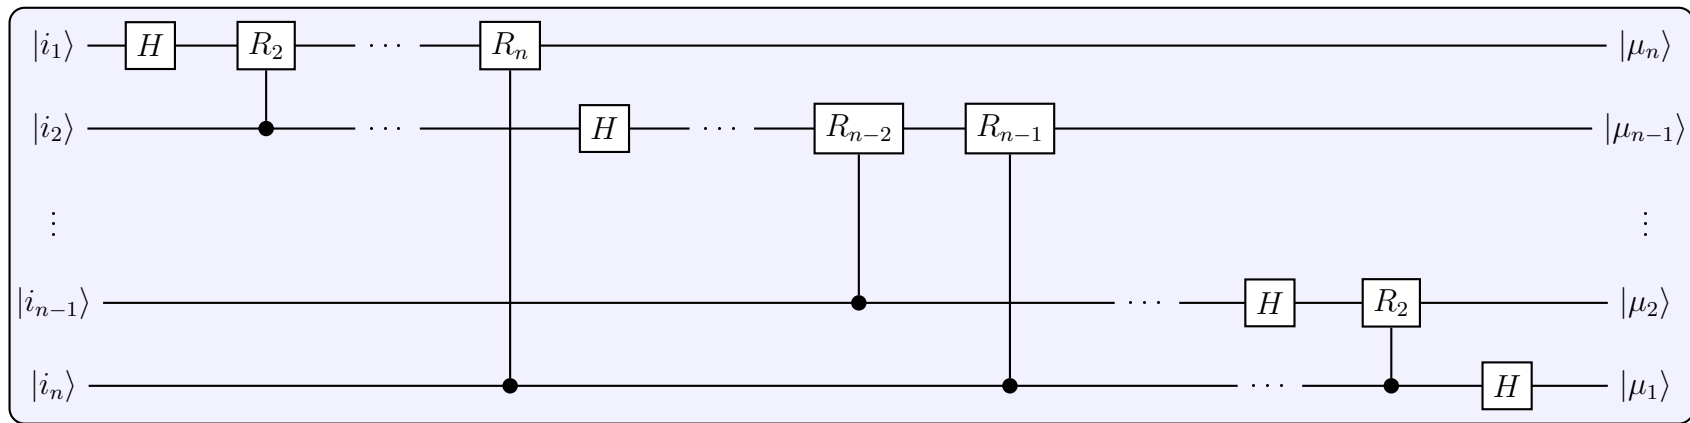 |i₁⟩ H R₂ ··· Rₙ |μₙ⟩
|i₂⟩ ··· H ··· Rₙ₋₂ Rₙ₋₁ |μₙ₋₁⟩
⋮ ⋮
|iₙ₋₁⟩ ··· H R₂ |μ₂⟩
|iₙ⟩ ··· H |μ₁⟩